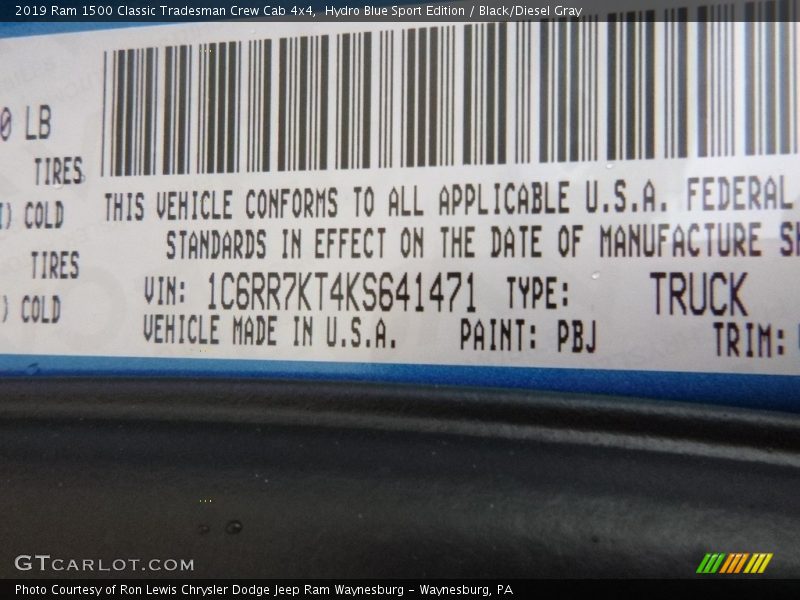 2019 Ram 1500 Classic Tradesman Crew Cab 4x4, Hydro Blue Sport Edition / Black/Diesel Gray
0 LB
TIRES
COLD
THIS VEHICLE CONFORMS TO ALL APPLICABLE U.S.A. FEDERAL
STANDARDS IN EFFECT ON THE DATE OF MANUFACTURE SH
TIRES
) COLD
VIN: 1C6RR7KT4KS641471 TYPE: TRUCK
VEHICLE MADE IN U.S.A. PAINT: PBJ TRIM:
GTCARLOT.COM
Photo Courtesy of Ron Lewis Chrysler Dodge Jeep Ram Waynesburg – Waynesburg, PA